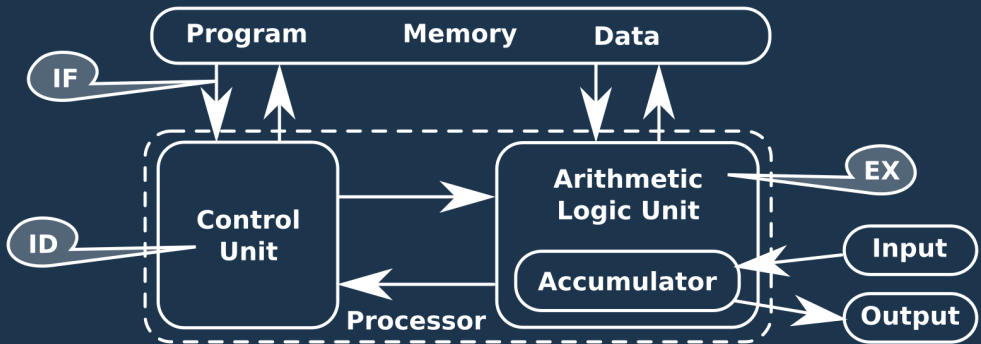 Program Memory Data
IF
EX
Arithmetic
Logic Unit
Control
Unit
ID
Input
Accumulator
Output
Processor